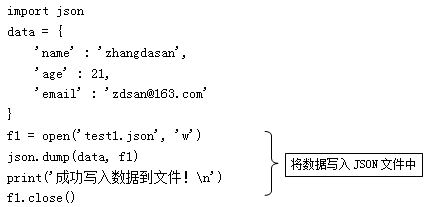 import json
data = {
    'name' : 'zhangdasan',
    'age' : 21,
    'email' : 'zdsan@163.com'
}
f1 = open('test1.json', 'w')
json.dump(data, f1)
print('成功写入数据到文件！\n')
f1.close()
将数据写入 JSON 文件中